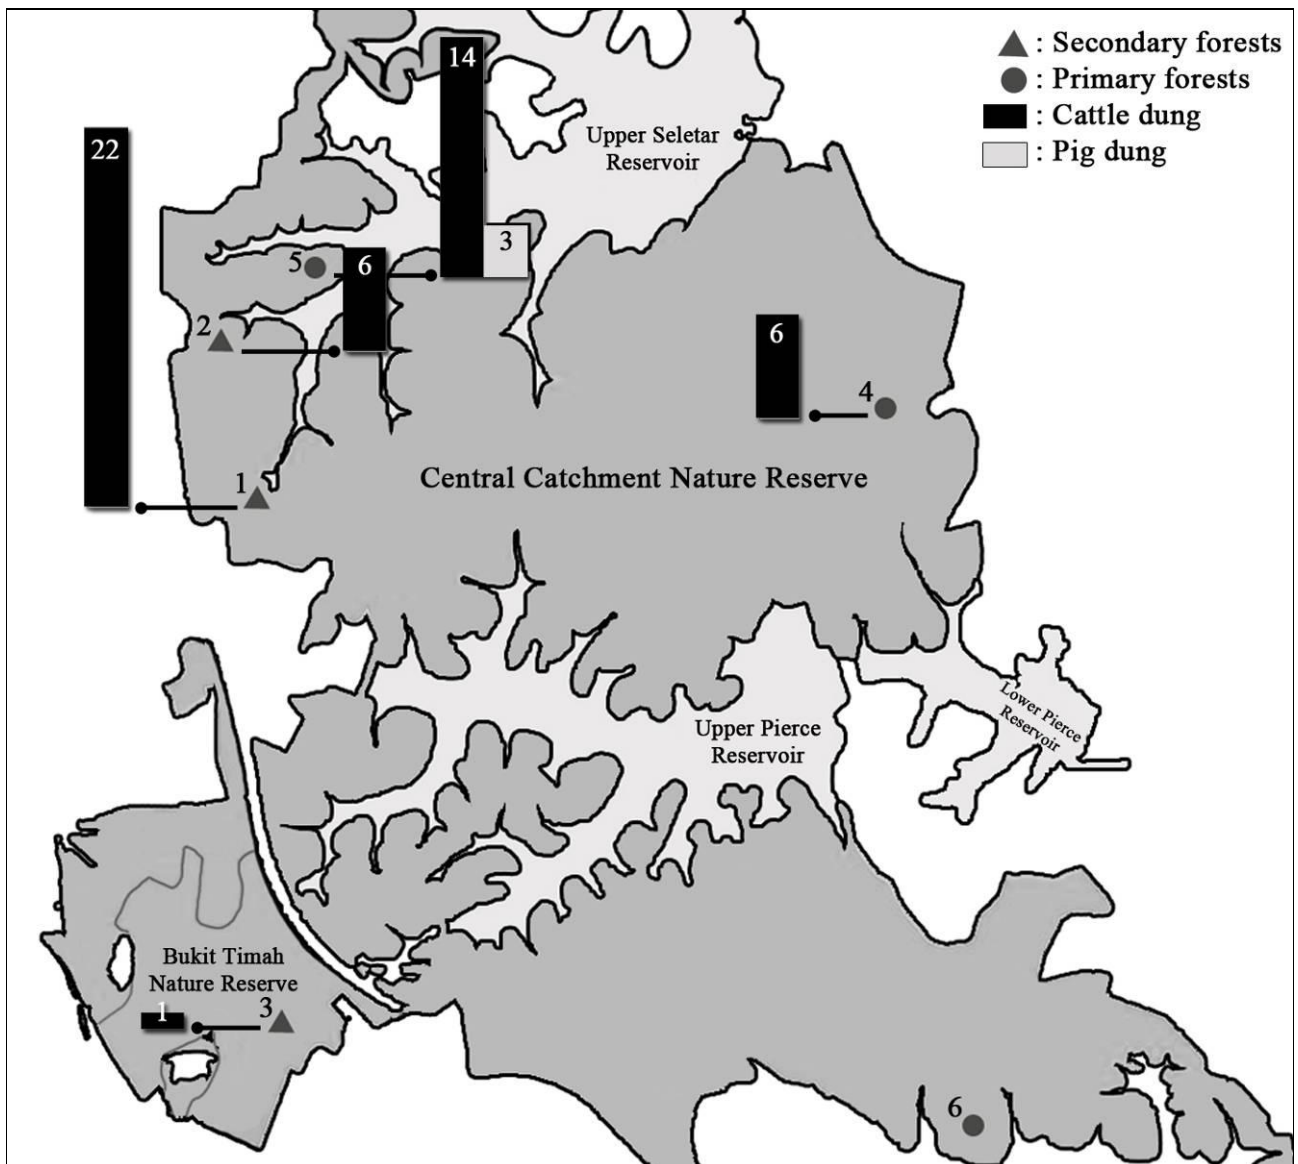 : Secondary forests
: Primary forests
: Cattle dung
: Pig dung
14
Upper Seletar
Reservoir
22
3
5
6
2
6
4
Central Catchment Nature Reserve
1
Lower Pierce
Reservoir
Upper Pierce
Reservoir
Bukit Timah
Nature Reserve
1
3
6